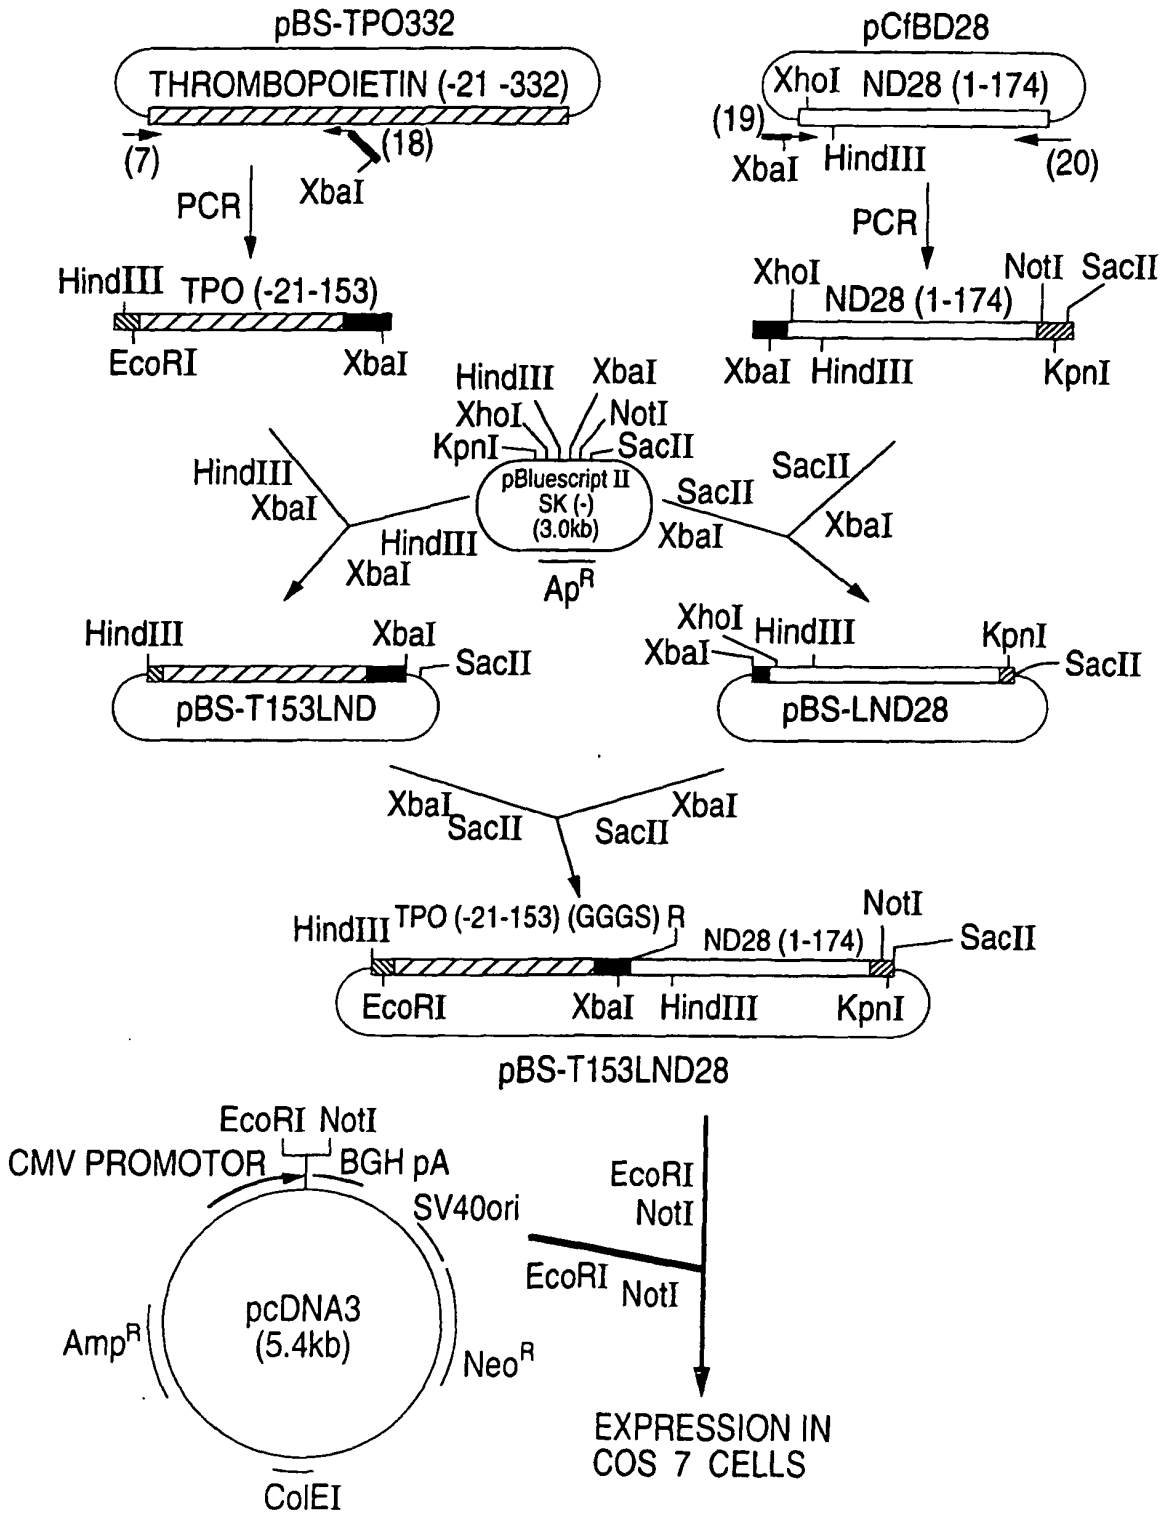 pBS-TPO332
THROMBOPOIETIN (-21 -332)
(7)
(18)
XbaI
PCR
pCfBD28
XhoI
ND28 (1-174)
(19)
XbaI
HindIII
(20)
PCR
HindIII
TPO (-21-153)
EcoRI
XbaI
XhoI
NotI
SacII
ND28 (1-174)
XbaI
HindIII
KpnI
HindIII
XbaI
XhoI
NotI
KpnI
SacII
pBluescript II
SK (-)
(3.0kb)
Ap^R
HindIII
XbaI
HindIII
XbaI
SacII
XbaI
SacII
XbaI
HindIII
XbaI
SacII
pBS-T153LND
XhoI
HindIII
KpnI
XbaI
SacII
pBS-LND28
XbaI
SacII
SacII
XbaI
HindIII
TPO (-21-153) (GGGS) R
ND28 (1-174)
NotI
SacII
EcoRI
XbaI
HindIII
KpnI
pBS-T153LND28
EcoRI NotI
CMV PROMOTOR
BGH pA
SV40ori
pcDNA3
(5.4kb)
Amp^R
Neo^R
ColEI
EcoRI
NotI
EcoRI
NotI
EXPRESSION IN
COS 7 CELLS